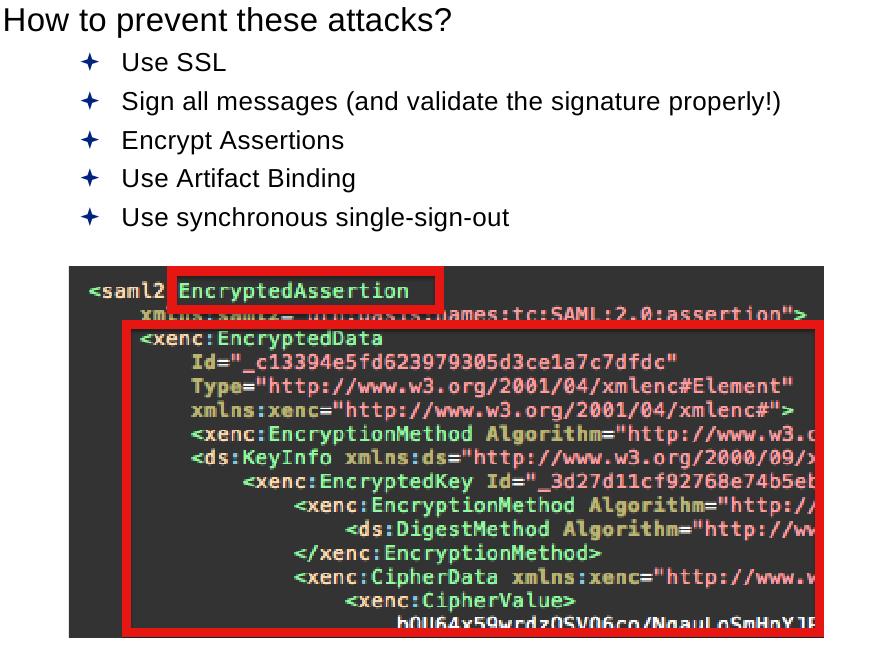 How to prevent these attacks?
Use SSL
Sign all messages (and validate the signature properly!)
Encrypt Assertions
Use Artifact Binding
Use synchronous single-sign-out
<saml2:EncryptedAssertion
xmlns:saml2="urn:oasis:names:tc:SAML:2.0:assertion">
<xenc:EncryptedData
Id="_c13394e5fd623979305d3ce1a7c7dfdc"
Type="http://www.w3.org/2001/04/xmlenc#Element"
xmlns:xenc="http://www.w3.org/2001/04/xmlenc#">
<xenc:EncryptionMethod Algorithm="http://www.w3.o
<ds:KeyInfo xmlns:ds="http://www.w3.org/2000/09/x
<xenc:EncryptedKey Id="_3d27d11cf92768e74b5eb
<xenc:EncryptionMethod Algorithm="http://
<ds:DigestMethod Algorithm="http://ww
</xenc:EncryptionMethod>
<xenc:CipherData xmlns:xenc="http://www.w
<xenc:CipherValue>